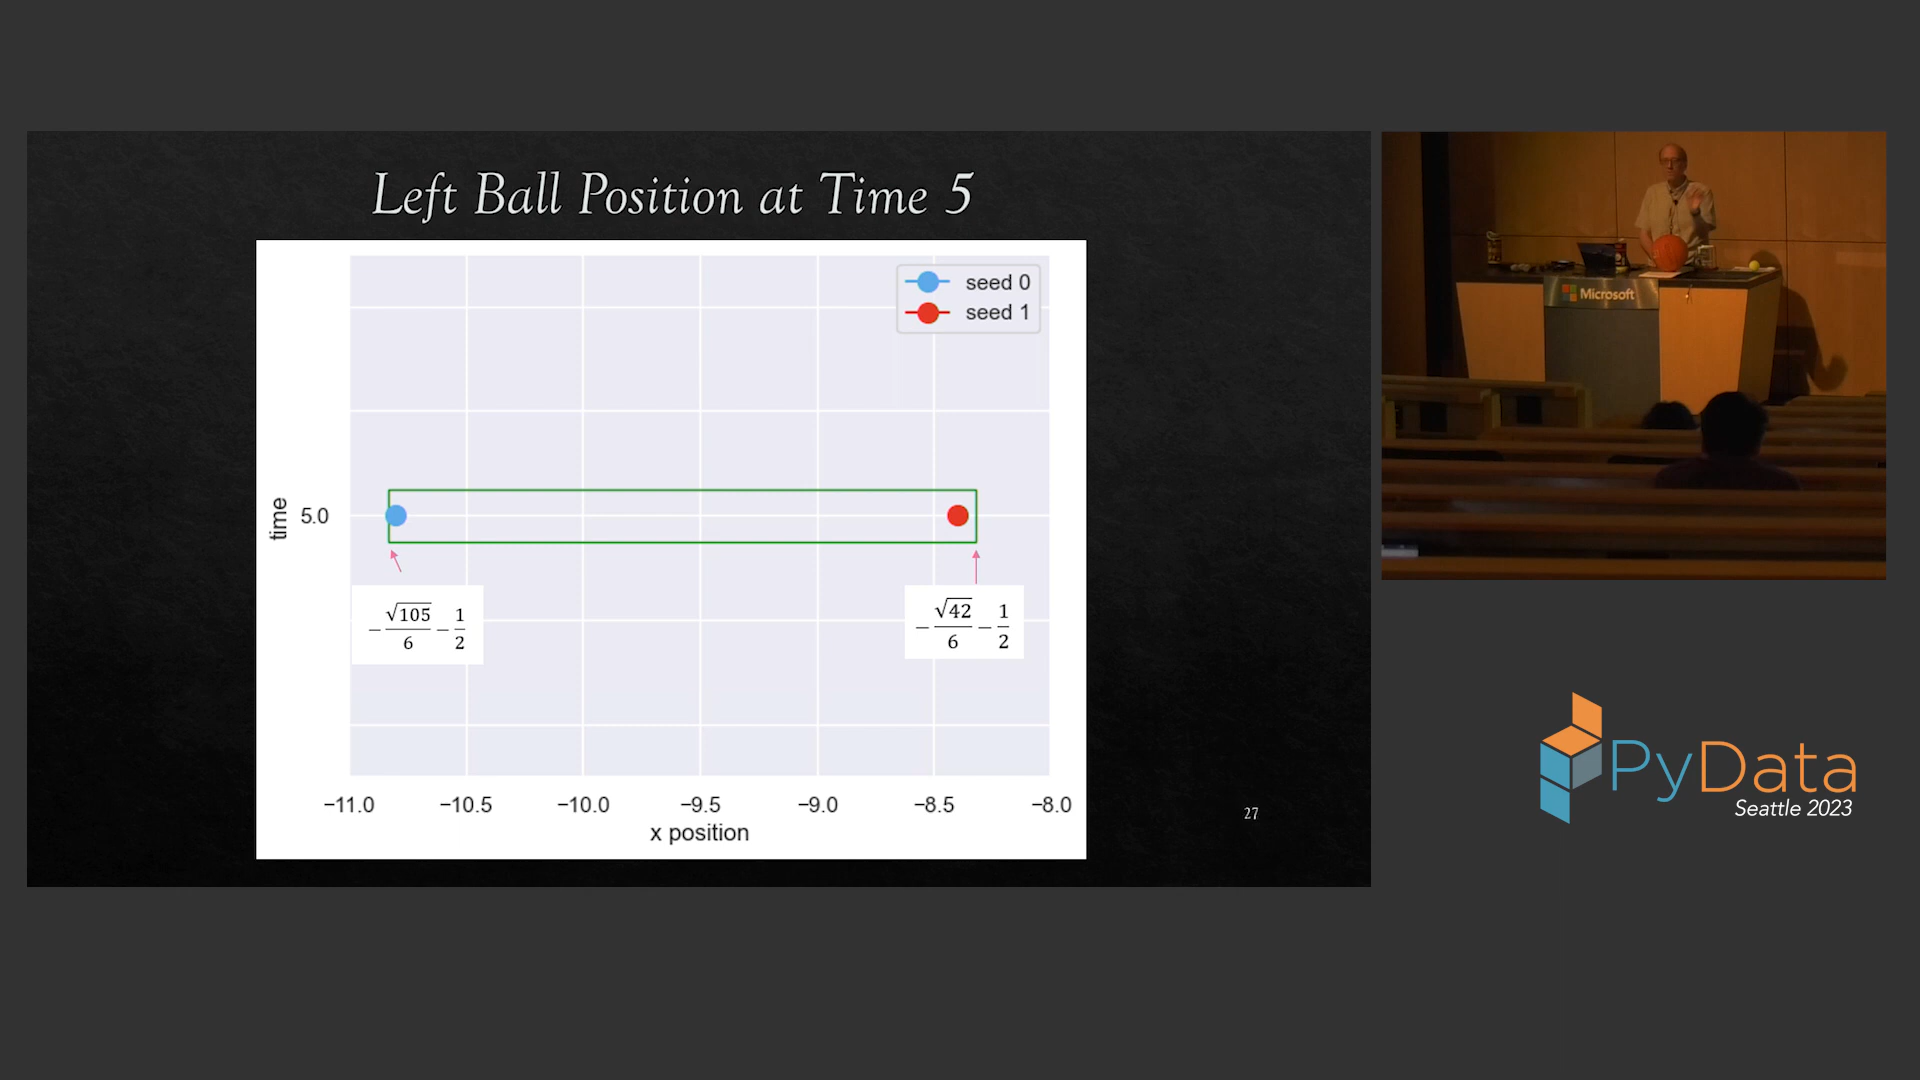 Left Ball Position at Time 5
seed 0
seed 1
time
5.0
−√105/6 − 1/2
−√42/6 − 1/2
−11.0 −10.5 −10.0 −9.5 −9.0 −8.5 −8.0
x position
27
Microsoft
PyData
Seattle 2023